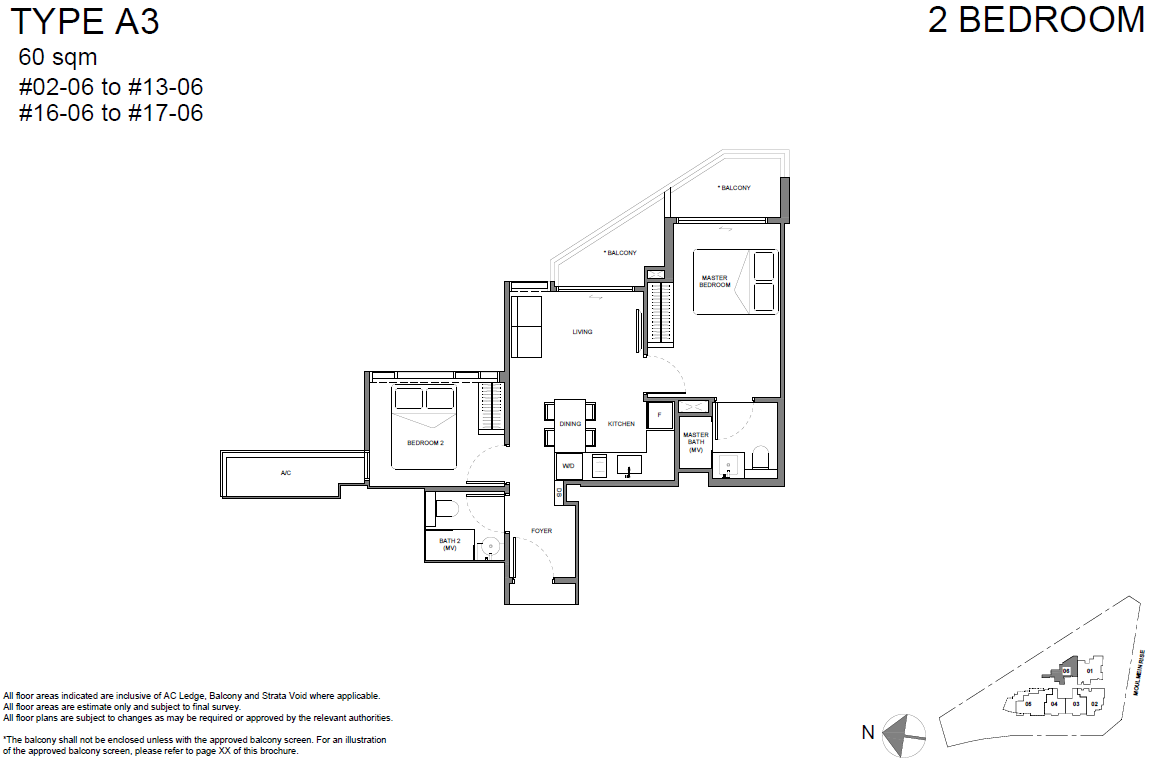 TYPE A3
2 BEDROOM
60 sqm
#02-06 to #13-06
#16-06 to #17-06
* BALCONY
* BALCONY
MASTER
BEDROOM
LIVING
DINING
KITCHEN
F
BEDROOM 2
MASTER
BATH
(MV)
A/C
W/D
DB
FOYER
BATH 2
(MV)
06
01
05
04
03
02
MOULMEIN RISE
N
All floor areas indicated are inclusive of AC Ledge, Balcony and Strata Void where applicable.
All floor areas are estimate only and subject to final survey.
All floor plans are subject to changes as may be required or approved by the relevant authorities.
*The balcony shall not be enclosed unless with the approved balcony screen. For an illustration
of the approved balcony screen, please refer to page XX of this brochure.